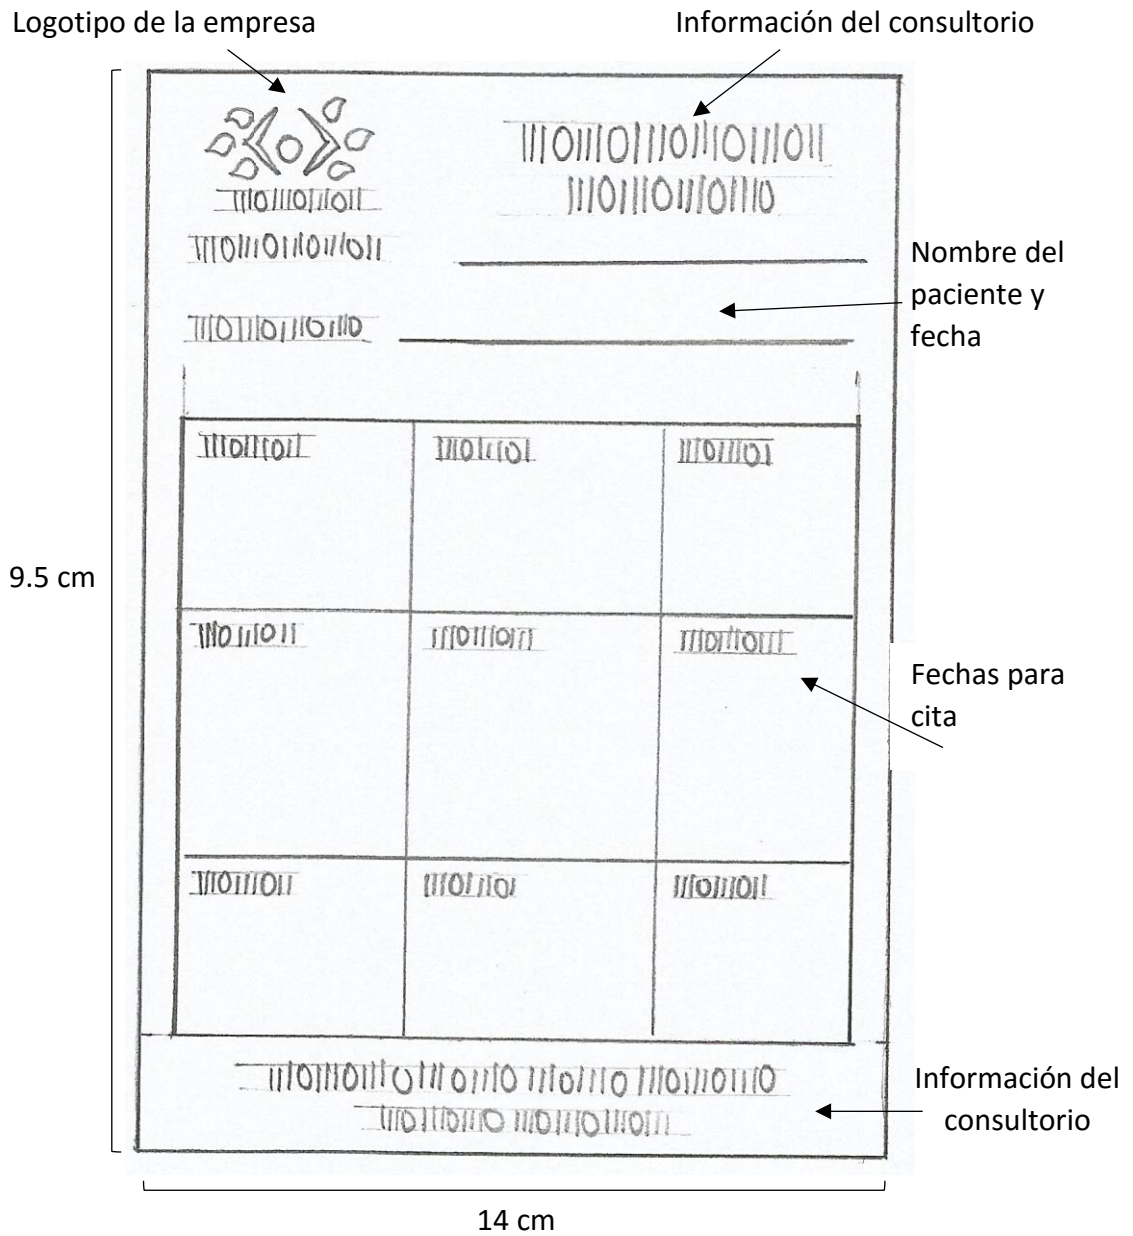 Logotipo de la empresa
Información del consultorio
Nombre del
paciente y
fecha
9.5 cm
Fechas para
cita
Información del
consultorio
14 cm